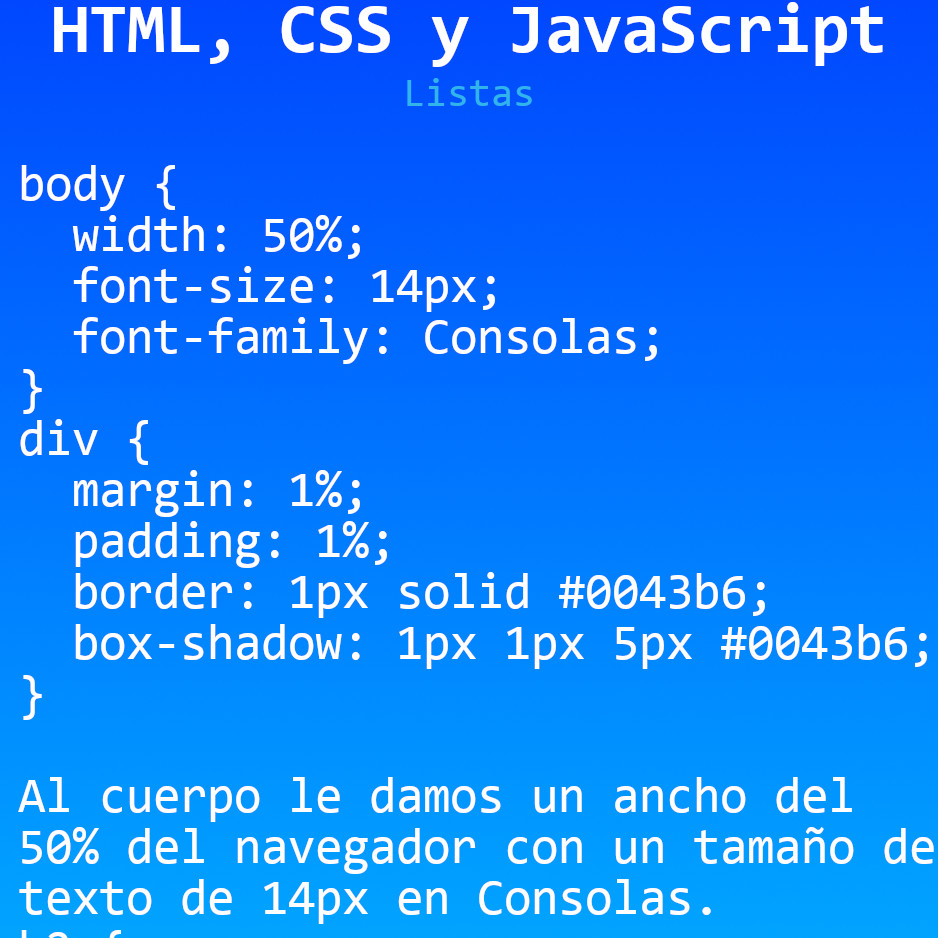 HTML, CSS y JavaScript
Listas
body {
  width: 50%;
  font-size: 14px;
  font-family: Consolas;
}
div {
  margin: 1%;
  padding: 1%;
  border: 1px solid #0043b6;
  box-shadow: 1px 1px 5px #0043b6;
}
Al cuerpo le damos un ancho del
50% del navegador con un tamaño de
texto de 14px en Consolas.